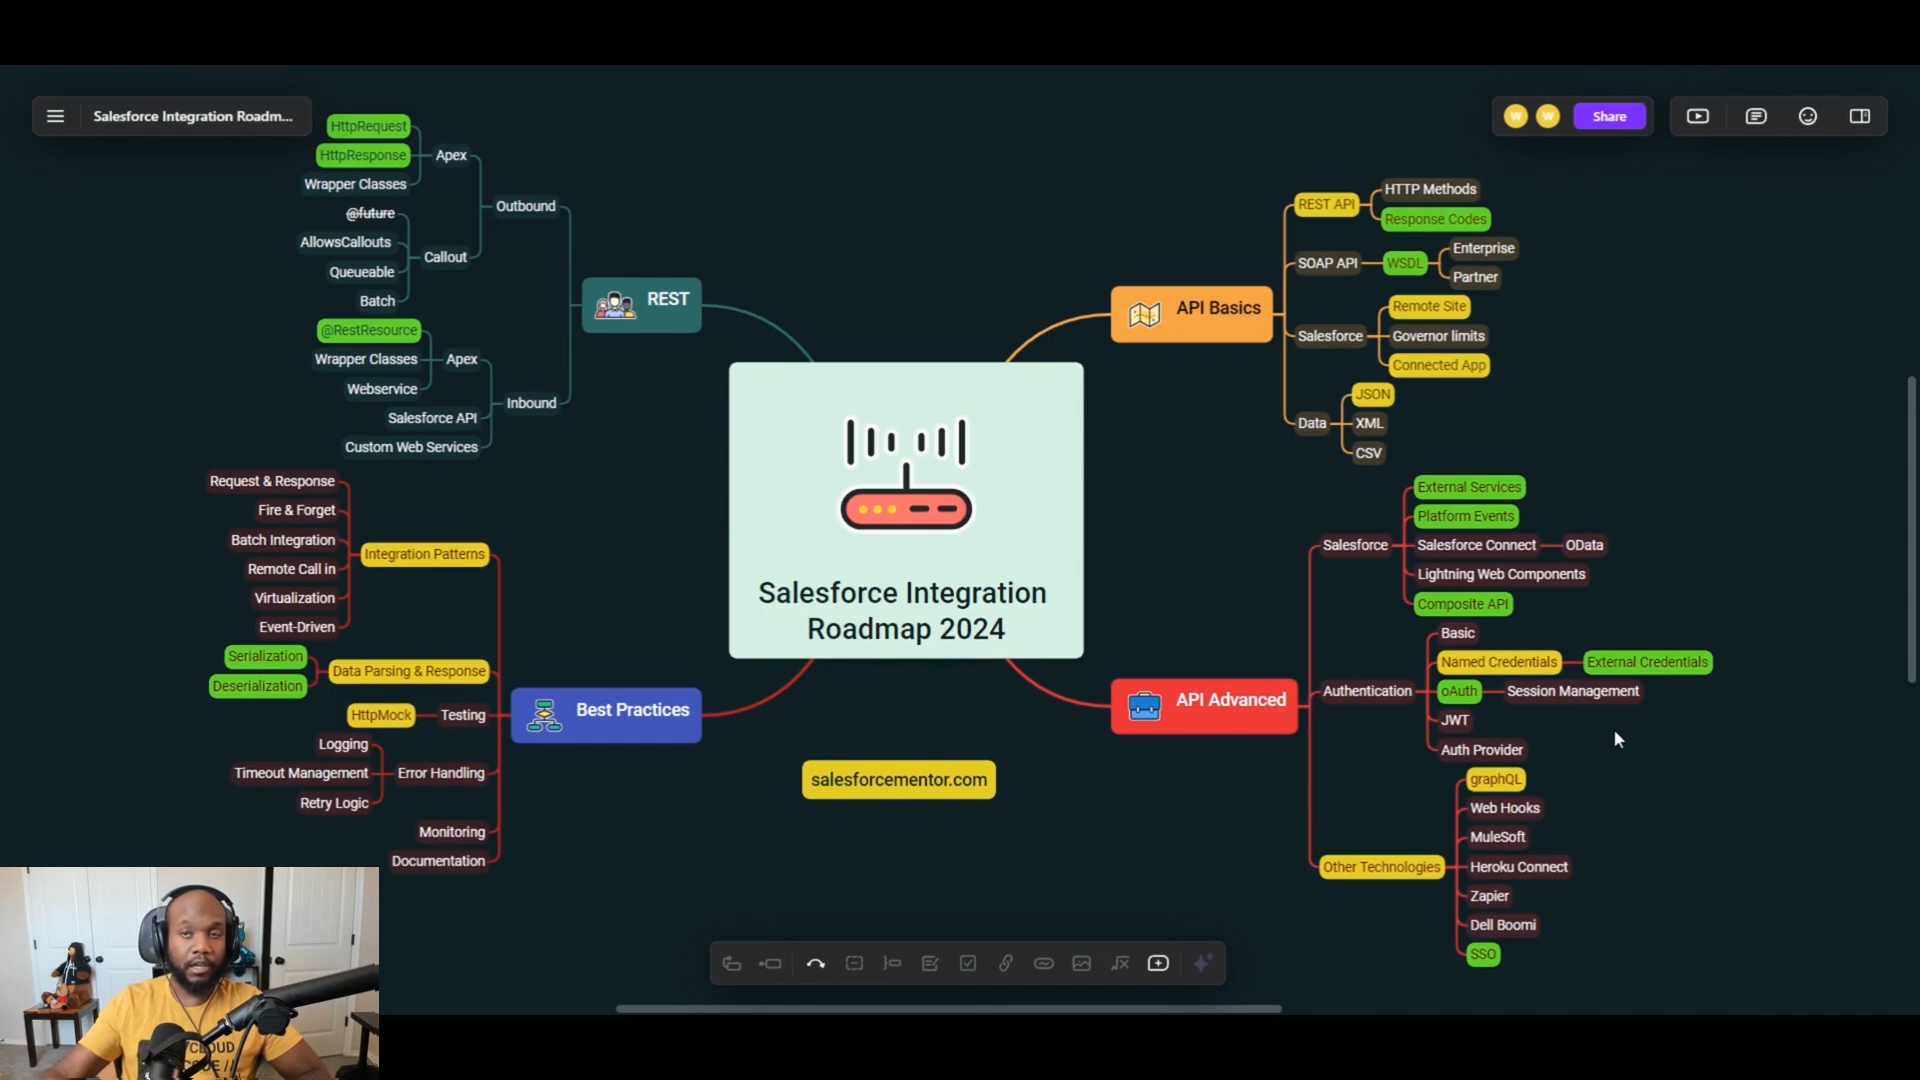 Salesforce Integration Roadm...
W
W
Share
HttpRequest
HttpResponse
Wrapper Classes
Apex
@future
AllowsCallouts
Queueable
Batch
Callout
Outbound
@RestResource
Wrapper Classes
Webservice
Apex
Salesforce API
Custom Web Services
Inbound
REST
Request & Response
Fire & Forget
Batch Integration
Remote Call in
Virtualization
Event-Driven
Integration Patterns
Serialization
Deserialization
Data Parsing & Response
HttpMock
Testing
Logging
Timeout Management
Retry Logic
Error Handling
Monitoring
Documentation
Best Practices
Salesforce Integration
Roadmap 2024
salesforcementor.com
API Basics
REST API
HTTP Methods
Response Codes
SOAP API
WSDL
Enterprise
Partner
Salesforce
Remote Site
Governor limits
Connected App
Data
JSON
XML
CSV
API Advanced
Salesforce
External Services
Platform Events
Salesforce Connect
OData
Lightning Web Components
Composite API
Authentication
Basic
Named Credentials
External Credentials
oAuth
Session Management
JWT
Auth Provider
Other Technologies
graphQL
Web Hooks
MuleSoft
Heroku Connect
Zapier
Dell Boomi
SSO
CLOUD
CODE //